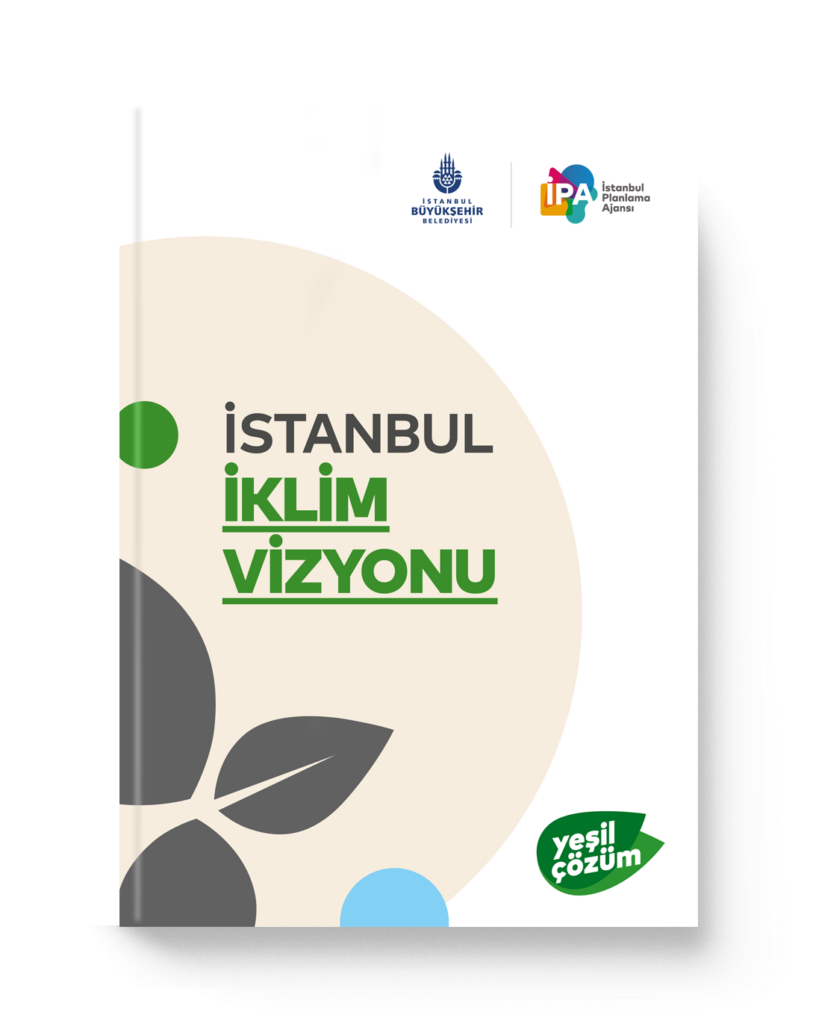 İSTANBUL
BÜYÜKŞEHİR
BELEDİYESİ
İPA
İstanbul
Planlama
Ajansı
İSTANBUL
İKLİM
VİZYONU
yeşil
çözüm